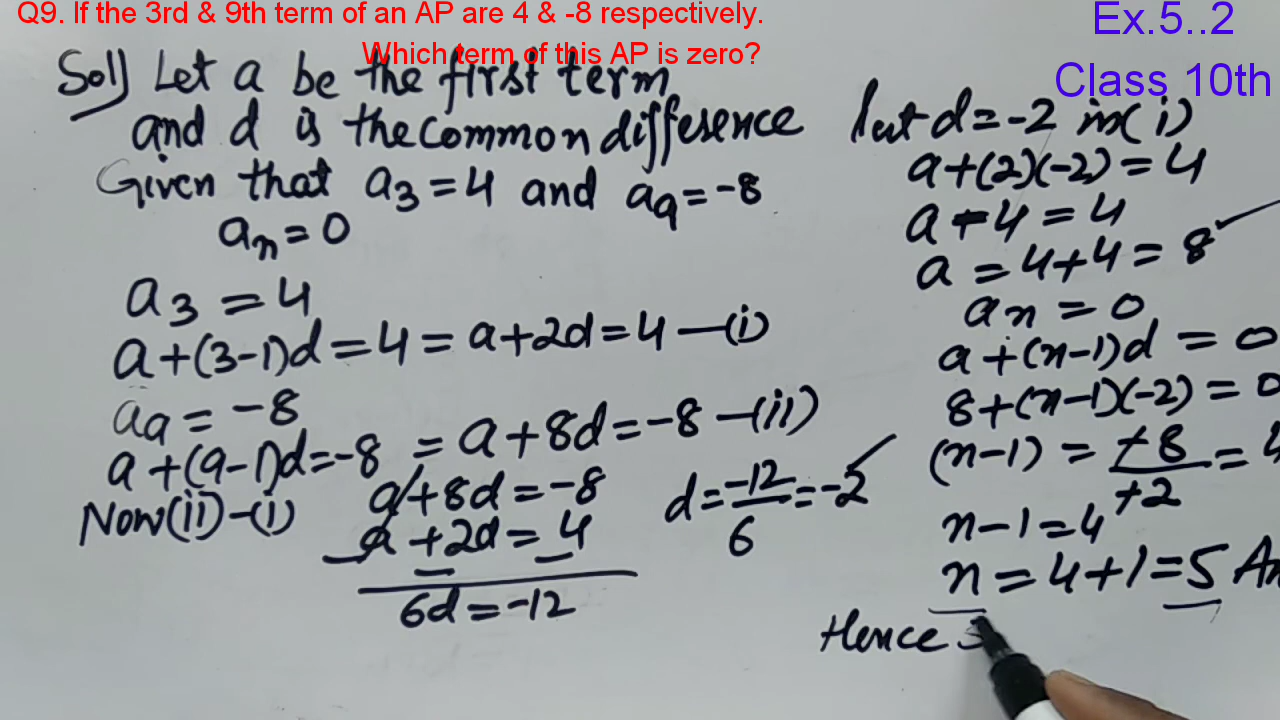 Q9. If the 3rd & 9th term of an AP are 4 & -8 respectively.
Which term of this AP is zero?
Ex.5..2
Class 10th
Sol) Let a be the first term
and d is the common difference
Given that a₃ = 4 and a₉ = -8
aₙ = 0
a₃ = 4
a + (3-1)d = 4 = a + 2d = 4 —(i)
a₉ = -8
a + (9-1)d = -8 = a + 8d = -8 —(ii)
Now (ii) - (i)
a + 8d = -8
a + 2d = 4
6d = -12
d = -12/6 = -2
Put d = -2 in (i)
a + (2)(-2) = 4
a - 4 = 4
a = 4 + 4 = 8
aₙ = 0
a + (n-1)d = 0
8 + (n-1)(-2) = 0
(n-1) = -8/-2 = 4
n - 1 = 4
n = 4 + 1 = 5 An
Hence